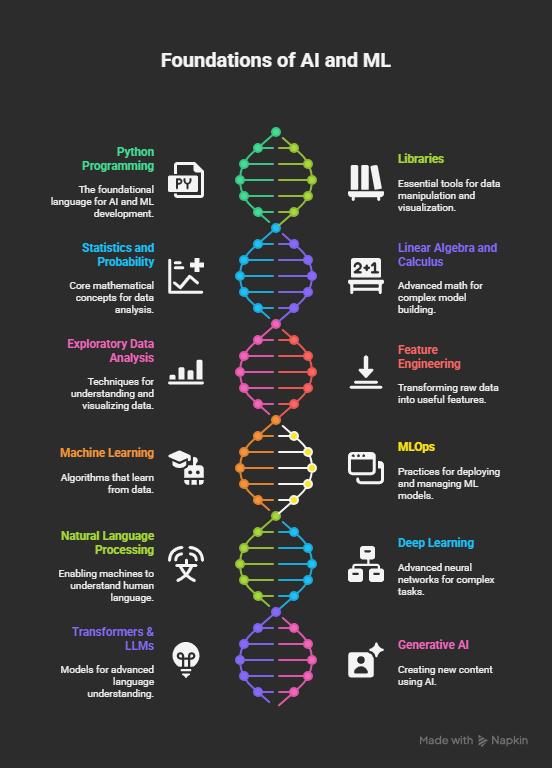 Foundations of AI and ML
Python
Programming
The foundational
language for AI and ML
development.
PY
Libraries
Essential tools for data
manipulation and
visualization.
Statistics and
Probability
Core mathematical
concepts for data
analysis.
2+1
Linear Algebra and
Calculus
Advanced math for
complex model
building.
Exploratory Data
Analysis
Techniques for
understanding and
visualizing data.
Feature
Engineering
Transforming raw data
into useful features.
Machine Learning
Algorithms that learn
from data.
MLOps
Practices for deploying
and managing ML
models.
Natural Language
Processing
Enabling machines to
understand human
language.
Deep Learning
Advanced neural
networks for complex
tasks.
Transformers &
LLMs
Models for advanced
language
understanding.
Generative AI
Creating new content
using AI.
Made with Napkin